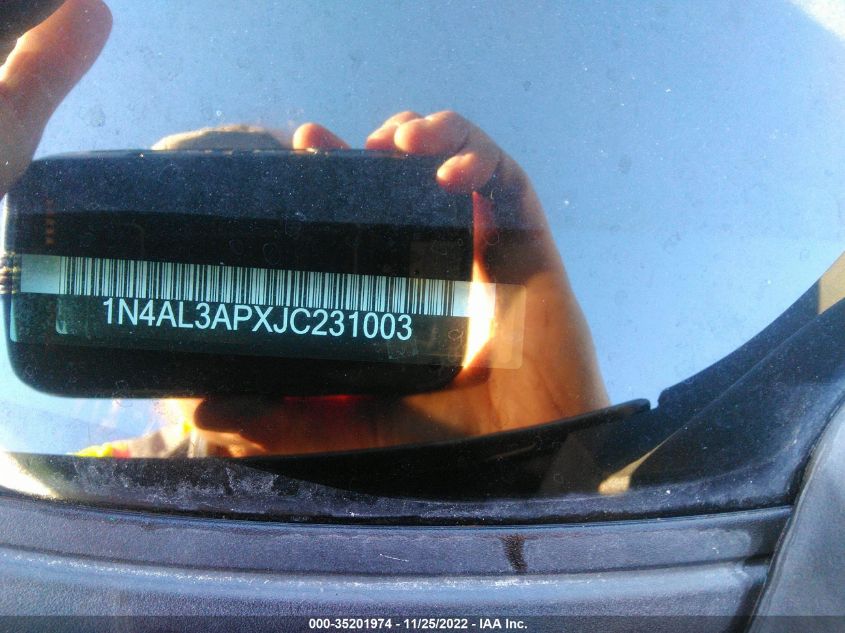 1N4AL3APXJC231003
000-35201974 - 11/25/2022 - IAA Inc.